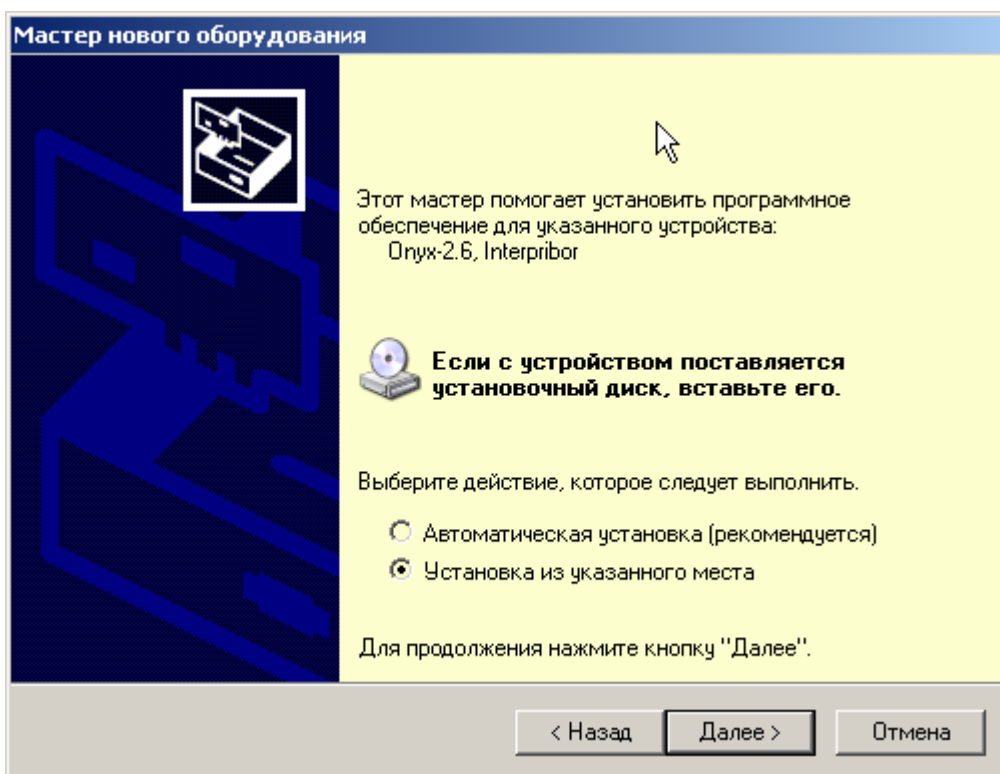 Мастер нового оборудования
Этот мастер помогает установить программное
обеспечение для указанного устройства:
Onyx-2.6, Interpribor
Если с устройством поставляется
установочный диск, вставьте его.
Выберите действие, которое следует выполнить.
Автоматическая установка (рекомендуется)
Установка из указанного места
Для продолжения нажмите кнопку "Далее".
< Назад
Далее >
Отмена